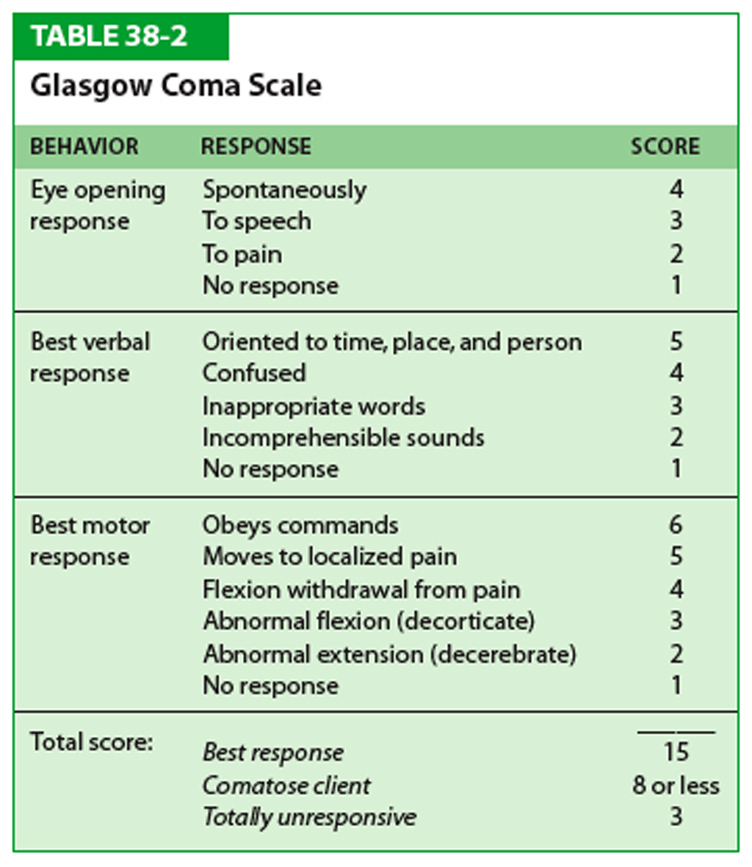 TABLE 38-2
Glasgow Coma Scale
BEHAVIOR RESPONSE SCORE
Eye opening Spontaneously 4
response To speech 3
To pain 2
No response 1
Best verbal Oriented to time, place, and person 5
response Confused 4
Inappropriate words 3
Incomprehensible sounds 2
No response 1
Best motor Obeys commands 6
response Moves to localized pain 5
Flexion withdrawal from pain 4
Abnormal flexion (decorticate) 3
Abnormal extension (decerebrate) 2
No response 1
Total score:
Best response 15
Comatose client 8 or less
Totally unresponsive 3